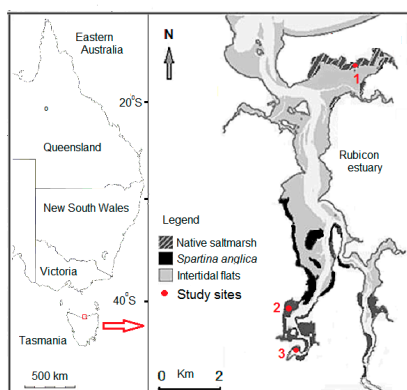 Eastern
Australia
20°S
Queensland
New South Wales
Victoria
40°S
Tasmania
500 km
N
1
Rubicon
estuary
Legend
Native saltmarsh
Spartina anglica
Intertidal flats
Study sites
2
3
0 Km 2